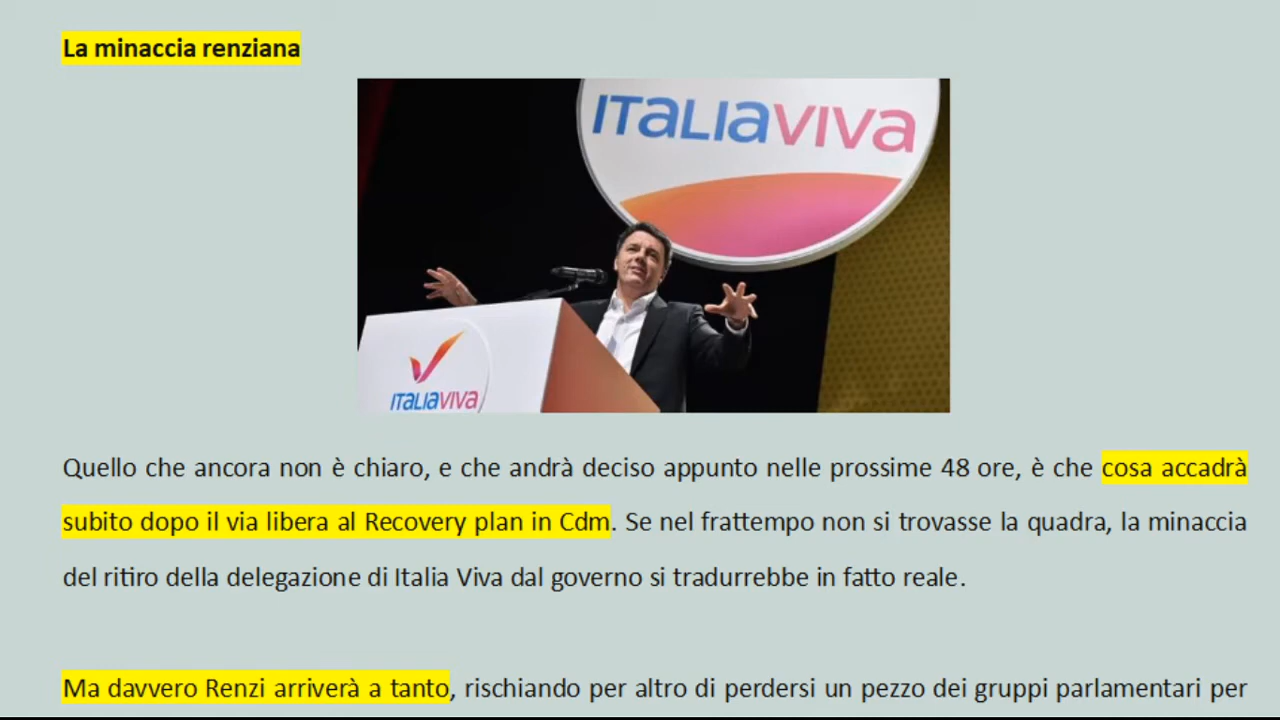 La minaccia renziana
ITALIAVIVA
ITALIAVIVA
Quello che ancora non è chiaro, e che andrà deciso appunto nelle prossime 48 ore, è che cosa accadrà
subito dopo il via libera al Recovery plan in Cdm. Se nel frattempo non si trovasse la quadra, la minaccia
del ritiro della delegazione di Italia Viva dal governo si tradurrebbe in fatto reale.
Ma davvero Renzi arriverà a tanto, rischiando per altro di perdersi un pezzo dei gruppi parlamentari per